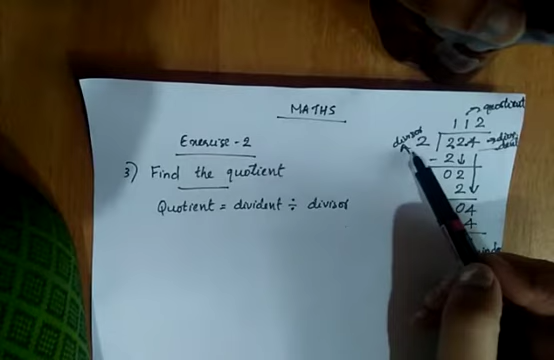 MATHS
Exercise-2
3) Find the quotient
Quotient = divident ÷ divisor
quotient
112
divisor 2 224
- 2
02
2
04
4